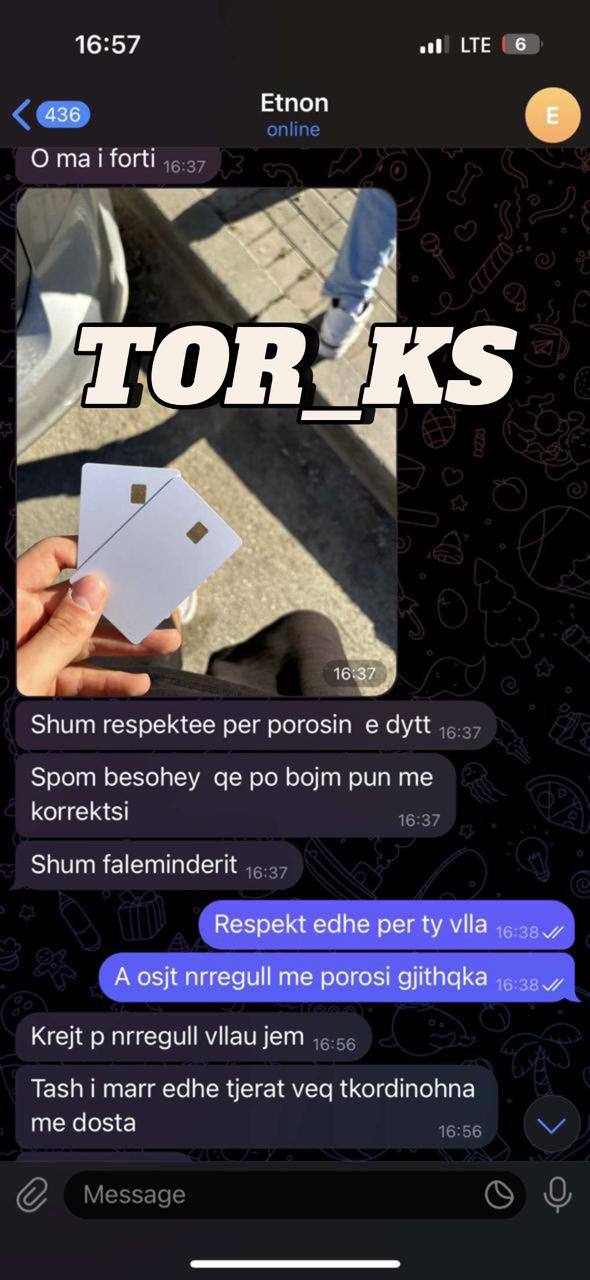 16:57
LTE 6
436
Etnon
online
E
O ma i forti 16:37
TOR_KS
16:37
Shum respektee per porosin e dytt 16:37
Spom besohey qe po bojm pun me
korrektsi
16:37
Shum faleminderit 16:37
Respekt edhe per ty vlla 16:38
A osjt nrregull me porosi gjithqka 16:38
Krejt p nrregull vllau jem 16:56
Tash i marr edhe tjerat veq tkordinohna
me dosta
16:56
Message